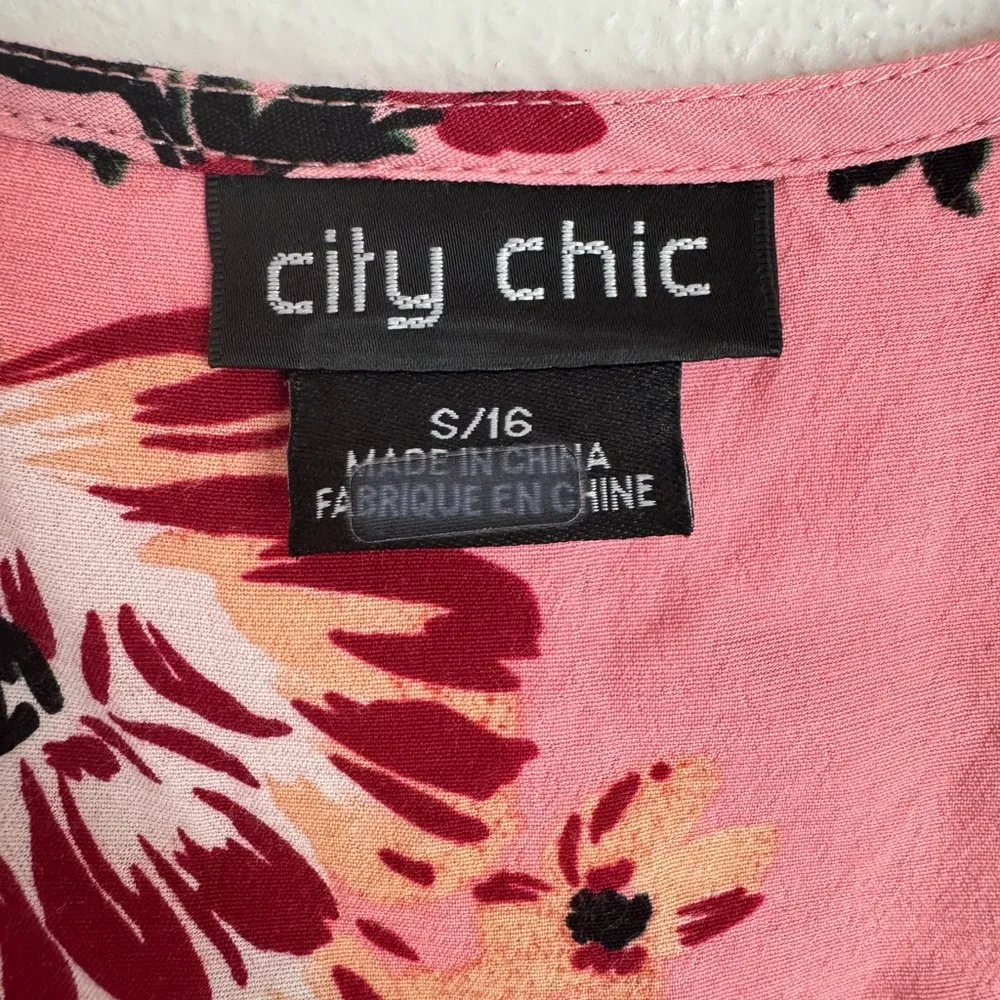 city chic
S/16
MADE IN CHINA
FABRIQUE EN CHINE